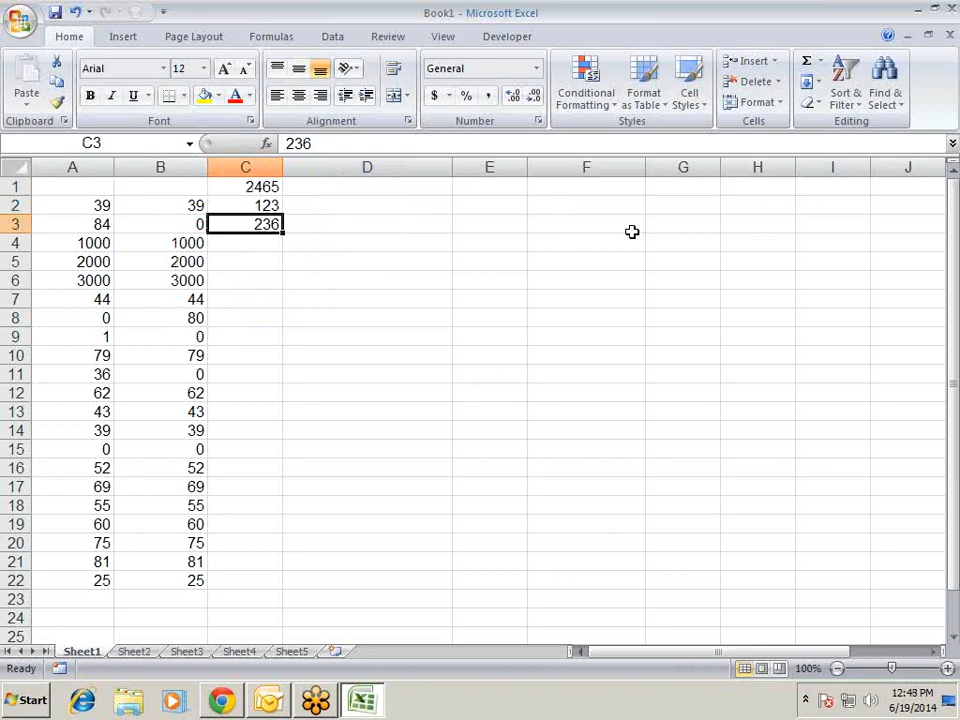 Book1 - Microsoft Excel
Home Insert Page Layout Formulas Data Review View Developer
Paste
Arial 12
General
B I U A
$ % ,
Conditional Formatting
Format as Table
Cell Styles
Insert
Delete
Format
Σ
Sort & Filter
Find & Select
Clipboard Font Alignment Number Styles Cells Editing
C3 fx 236
A B C D E F G H I J
1 2465
2 39 39 123
3 84 0 236
4 1000 1000
5 2000 2000
6 3000 3000
7 44 44
8 0 80
9 1 0
10 79 79
11 36 0
12 62 62
13 43 43
14 39 39
15 0 0
16 52 52
17 69 69
18 55 55
19 60 60
20 75 75
21 81 81
22 25 25
23
24
25
Sheet1 Sheet2 Sheet3 Sheet4 Sheet5
Ready 100%
Start
12:43 PM
6/19/2014